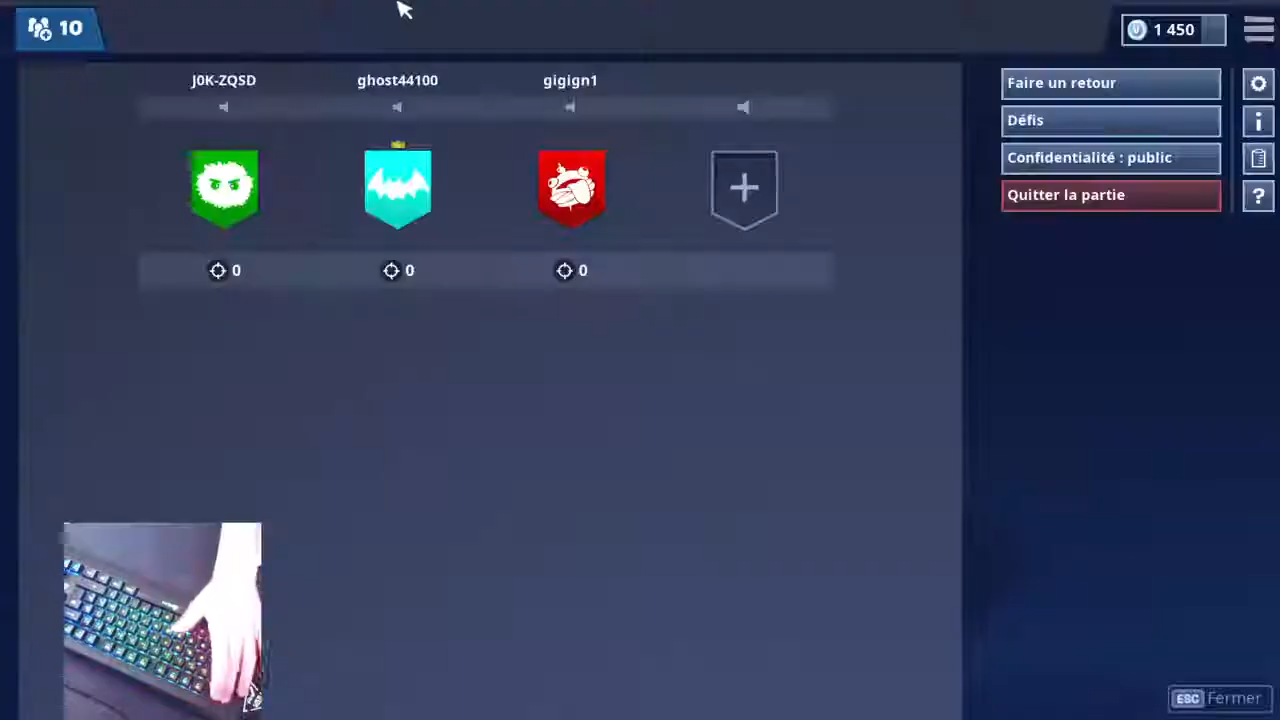 10
1 450
J0K-ZQSD
ghost44100
gigign1
0
0
0
Faire un retour
Défis
Confidentialité : public
Quitter la partie
ESC Fermer